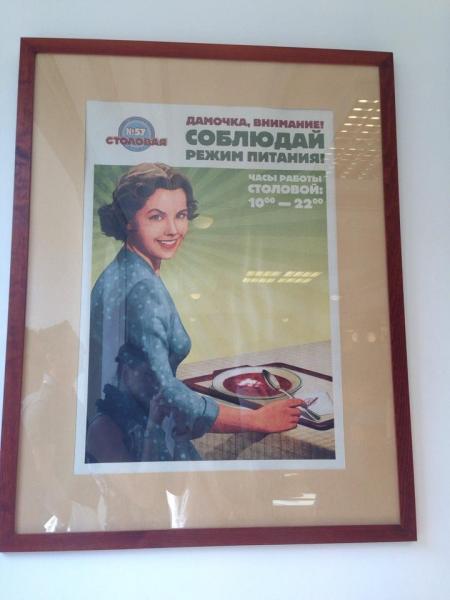 №57
СТОЛОВАЯ
ДАМОЧКА, ВНИМАНИЕ!
СОБЛЮДАЙ
РЕЖИМ ПИТАНИЯ!
ЧАСЫ РАБОТЫ
СТОЛОВОЙ:
10⁰⁰ — 22⁰⁰